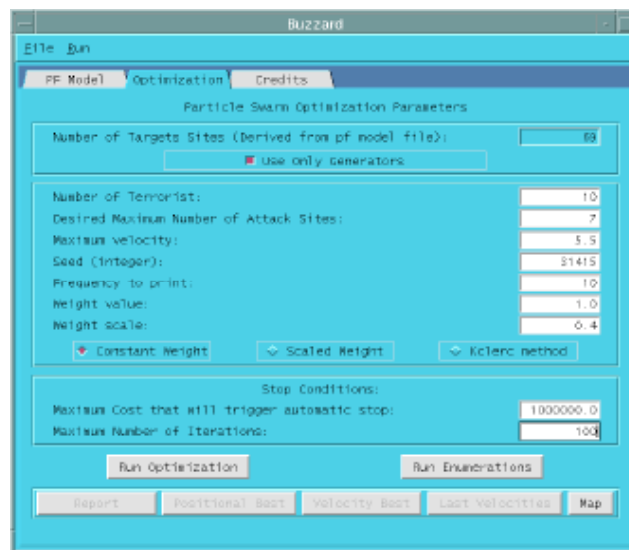 Buzzard
File Run
PF Model Optimization Credits
Particle Swarm Optimization Parameters
Number of Targets Sites (Derived from pf model file): 69
Use Only Generators
Number of Terrorist: 10
Desired Maximum Number of Attack Sites: 7
Maximum velocity: 5.5
Seed (integer): 31415
Frequency to print: 10
Weight value: 1.0
Weight scale: 0.4
Constant Weight Scaled Weight Kclerc method
Stop Conditions:
Maximum Cost that will trigger automatic stop: 1000000.0
Maximum Number of Iterations: 100
Run Optimization Run Enumerations
Report Positional Best Velocity Best Last Velocities Map